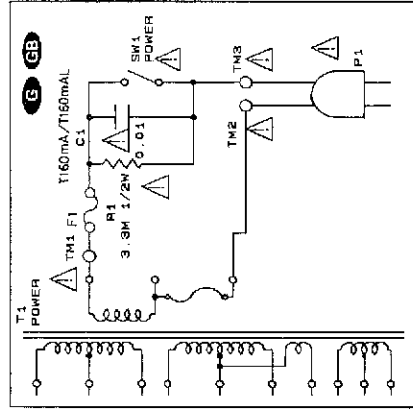 G GB
SW1
POWER
T160mA/T160mAL
C1
0.01
R1
3.3M 1/2W
F1
TM1
T1
POWER
TM3
TM2
P1